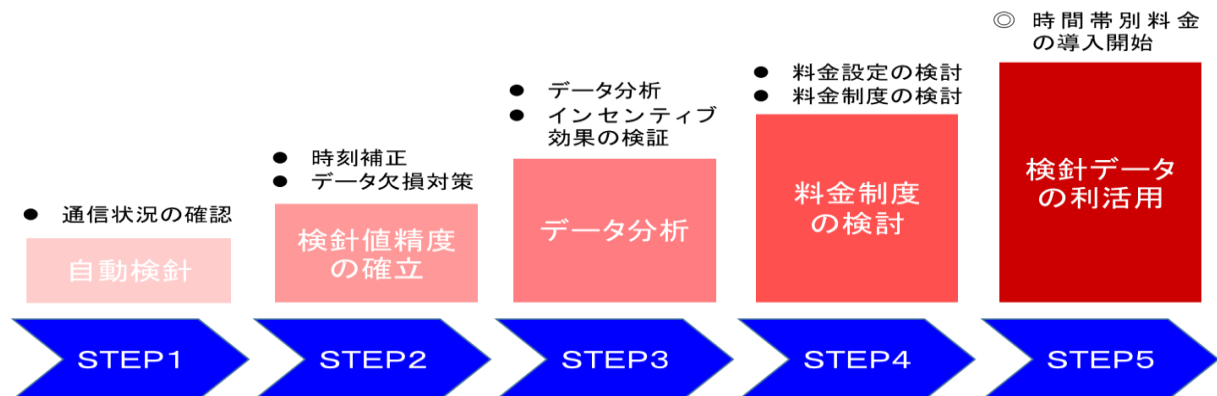 ● 通信状況の確認
自動検針
STEP1
● 時刻補正
● データ欠損対策
検針値精度
の確立
STEP2
● データ分析
● インセンティブ
効果の検証
データ分析
STEP3
● 料金設定の検討
● 料金制度の検討
料金制度
の検討
STEP4
◎ 時間帯別料金
の導入開始
検針データ
の利活用
STEP5